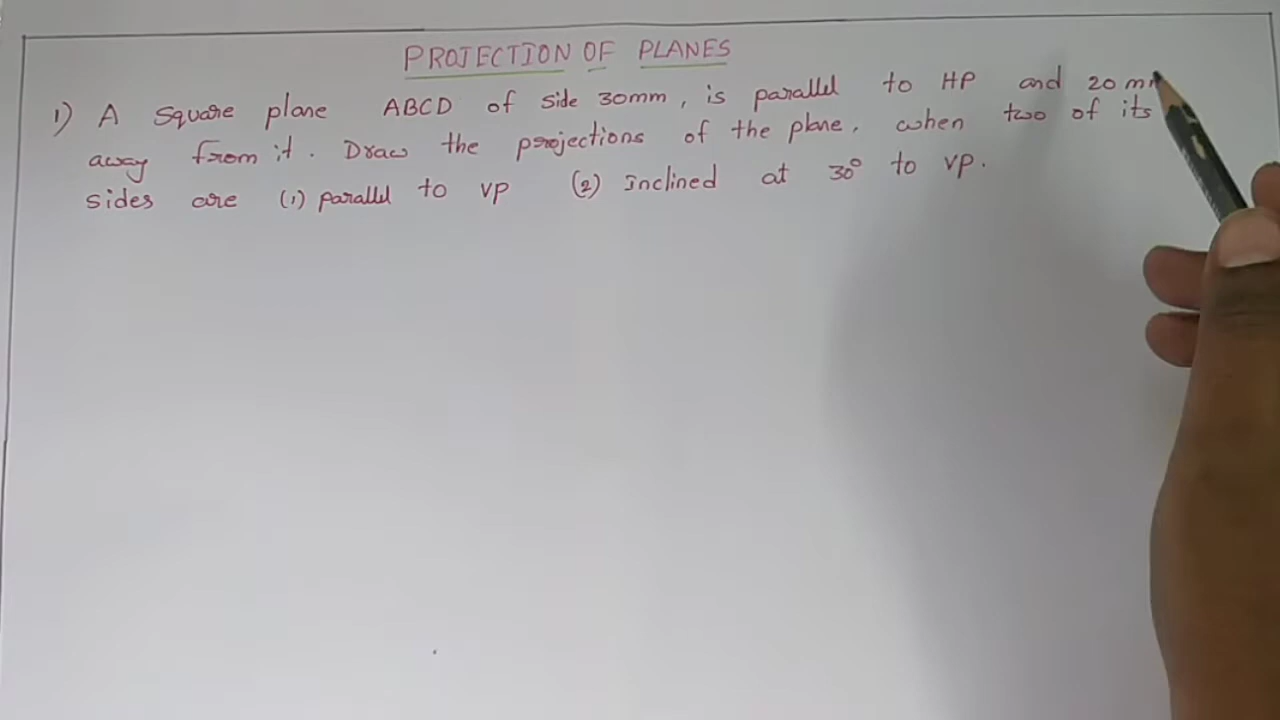 PROJECTION OF PLANES
1) A square plane ABCD of side 30mm, is parallel to HP and 20
away from it. Draw the projections of the plane, when two of its
sides are (1) parallel to VP (2) Inclined at 30° to VP.